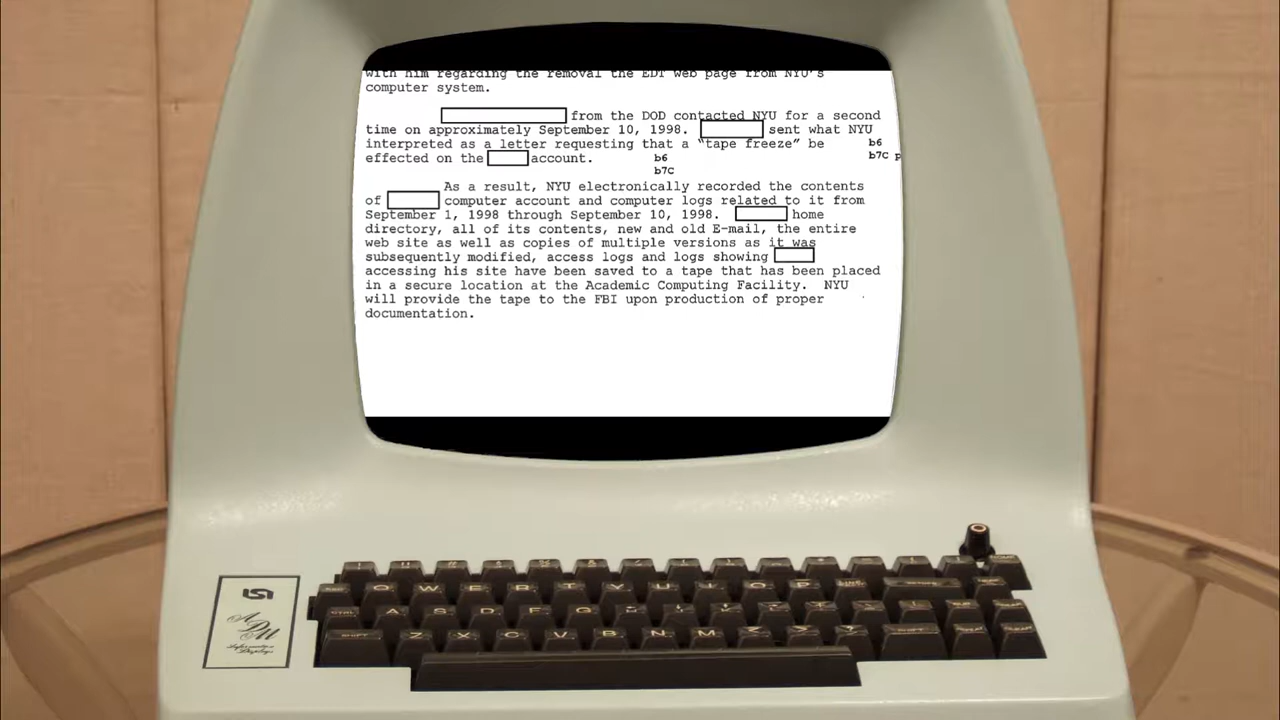 with him regarding the removal the EDT web page from NYU's
computer system.
from the DOD contacted NYU for a second
time on approximately September 10, 1998. sent what NYU
interpreted as a letter requesting that a “tape freeze” be b6
effected on the account. b6 b7C p
b7C
As a result, NYU electronically recorded the contents
of computer account and computer logs related to it from
September 1, 1998 through September 10, 1998. home
directory, all of its contents, new and old E-mail, the entire
web site as well as copies of multiple versions as it was
subsequently modified, access logs and logs showing
accessing his site have been saved to a tape that has been placed
in a secure location at the Academic Computing Facility. NYU
will provide the tape to the FBI upon production of proper
documentation.
Q W E R T Y U I O P
CTRL A S D F G
SHIFT Z X C V B N M SHIFT
ADM
Information
Displays